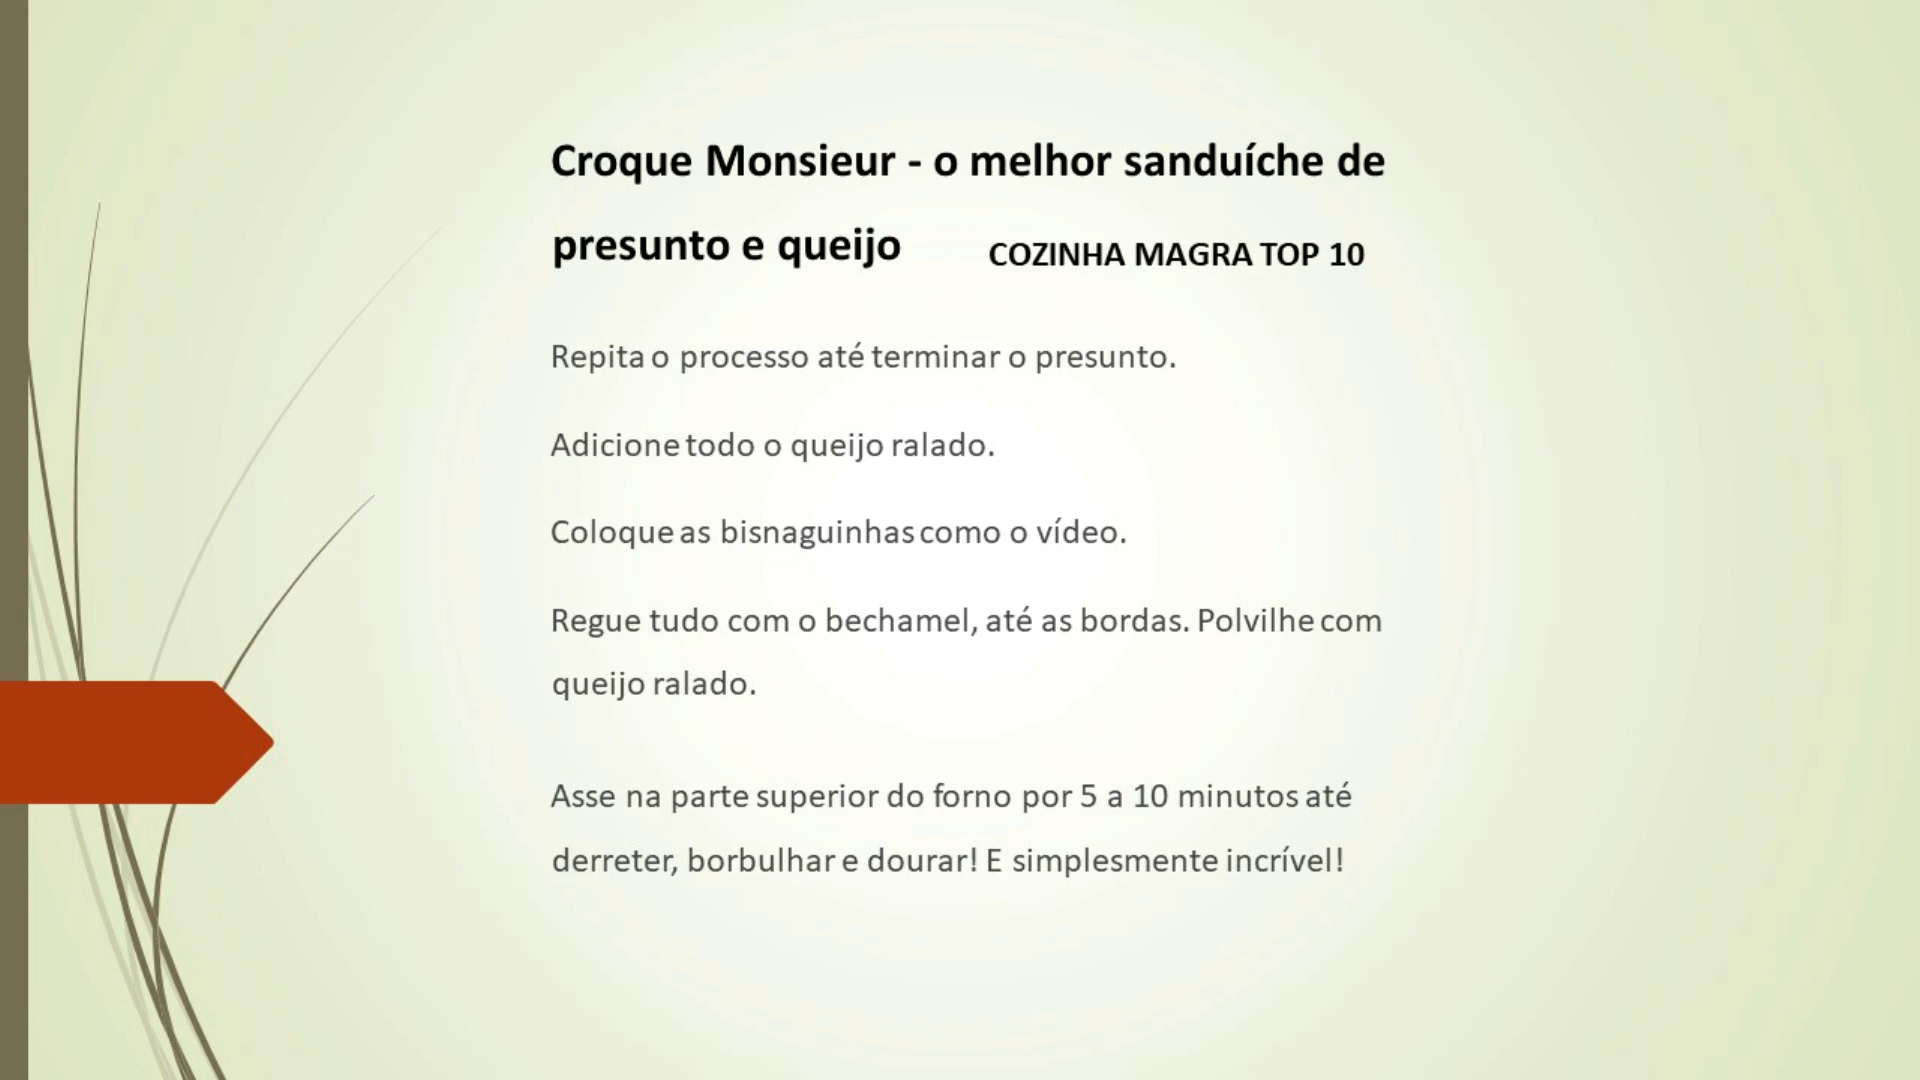 Croque Monsieur - o melhor sanduíche de
presunto e queijo COZINHA MAGRA TOP 10
Repita o processo até terminar o presunto.
Adicione todo o queijo ralado.
Coloque as bisnaguinhas como o vídeo.
Regue tudo com o bechamel, até as bordas. Polvilhe com
queijo ralado.
Asse na parte superior do forno por 5 a 10 minutos até
derreter, borbulhar e dourar! E simplesmente incrível!